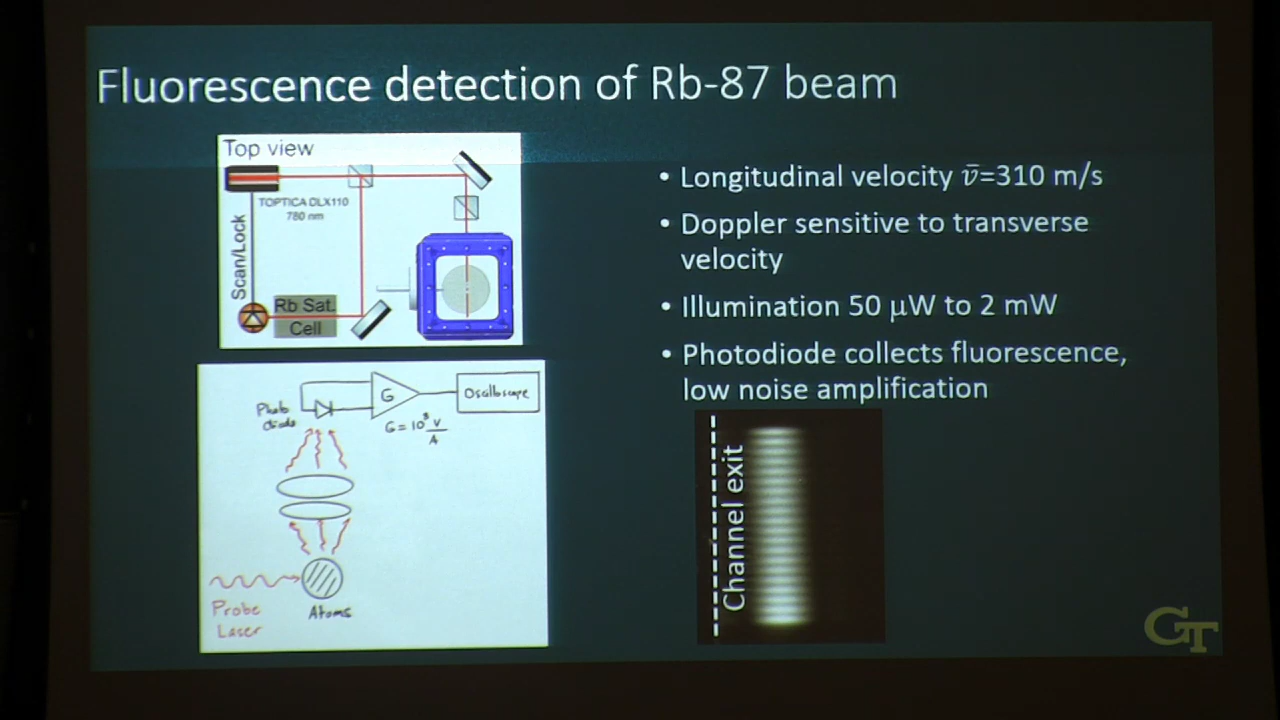 Fluorescence detection of Rb-87 beam
Top view
TOPTICA DLX110
780 nm
Scan/Lock
Rb Sat.
Cell
• Longitudinal velocity v̄=310 m/s
• Doppler sensitive to transverse
velocity
• Illumination 50 μW to 2 mW
• Photodiode collects fluorescence,
low noise amplification
Photo
diode
G
Oscilloscope
G = 10⁸ V/A
Probe
Laser
Atoms
Channel exit
GT